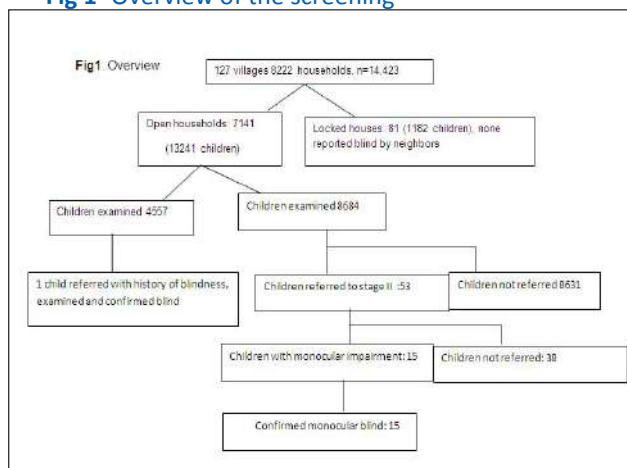 Fig 1 Overview of the screening
Fig1. Overview
127 villages 8222 households, n=14,423
Open households: 7141
(13241 children)
Locked houses: 81 (1182 children), none
reported blind by neighbors
Children examined 4557
Children examined 8684
1 child referred with history of blindness,
examined and confirmed blind
Children referred to stage II :53
Children not referred 8631
Children with monocular impairment: 15
Children not referred: 38
Confirmed monocular blind: 15